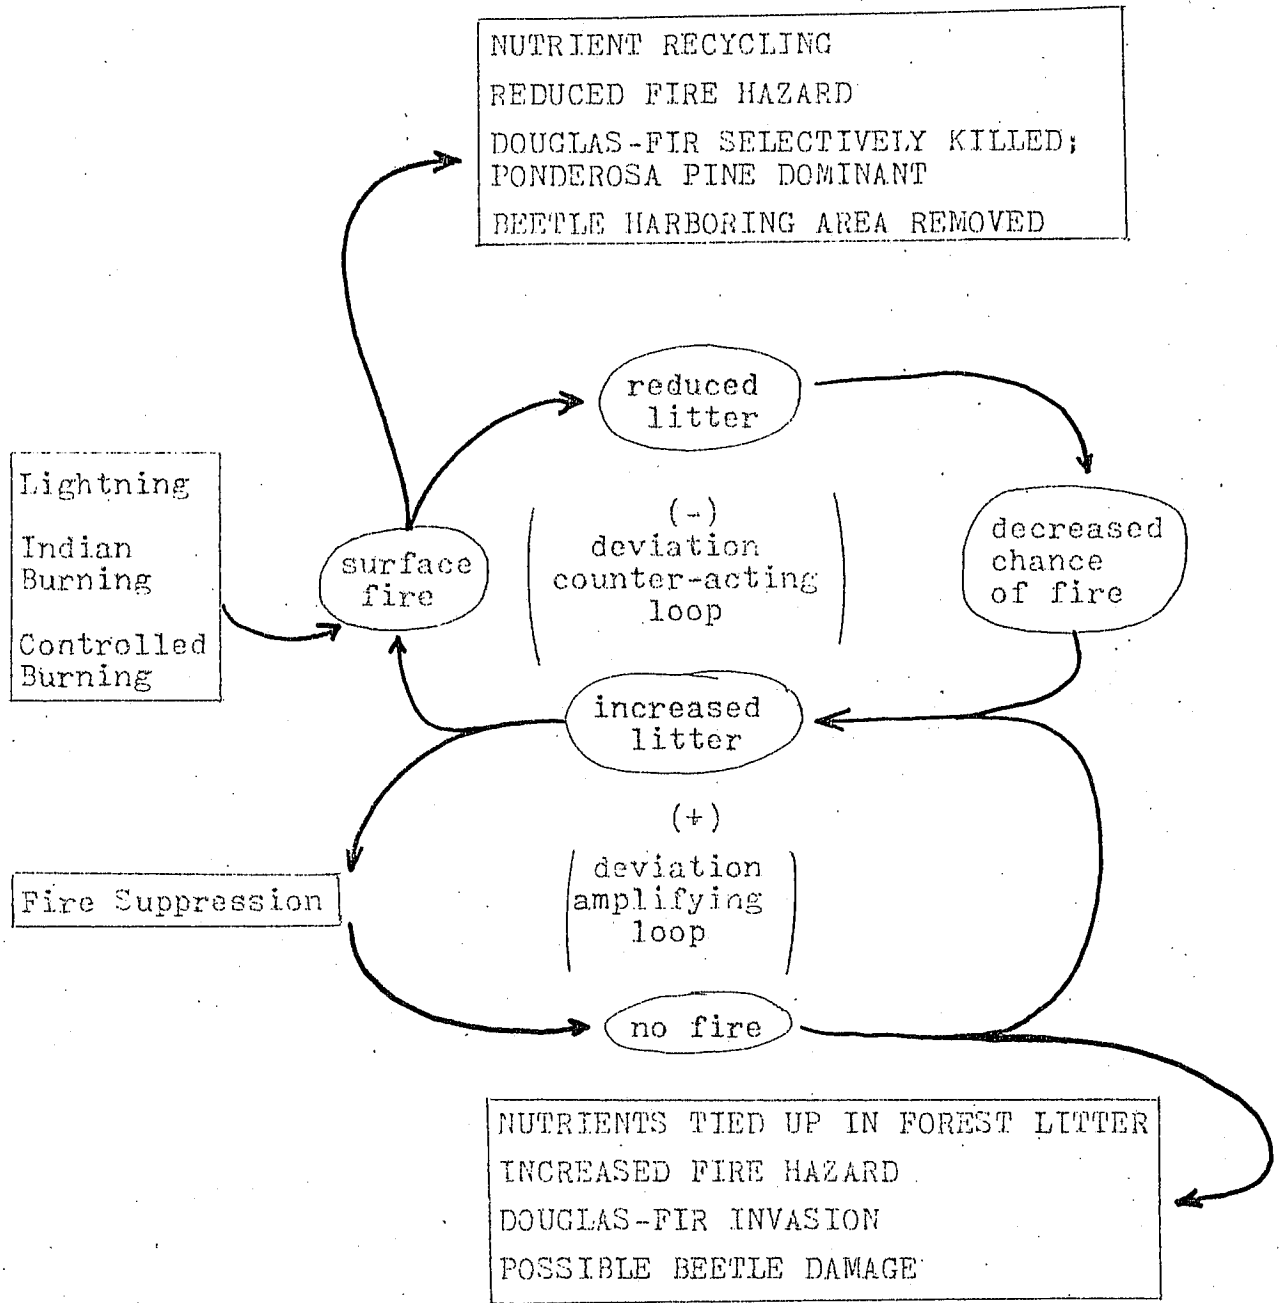 NUTRIENT RECYCLING
REDUCED FIRE HAZARD
DOUGLAS-FIR SELECTIVELY KILLED;
PONDEROSA PINE DOMINANT
BEETLE HARBORING AREA REMOVED
reduced
litter
Lightning
Indian
Burning
Controlled
Burning
surface
fire
(-)
deviation
counter-acting
loop
decreased
chance
of fire
increased
litter
(+)
deviation
amplifying
loop
Fire Suppression
no fire
NUTRIENTS TIED UP IN FOREST LITTER
INCREASED FIRE HAZARD
DOUGLAS-FIR INVASION
POSSIBLE BEETLE DAMAGE